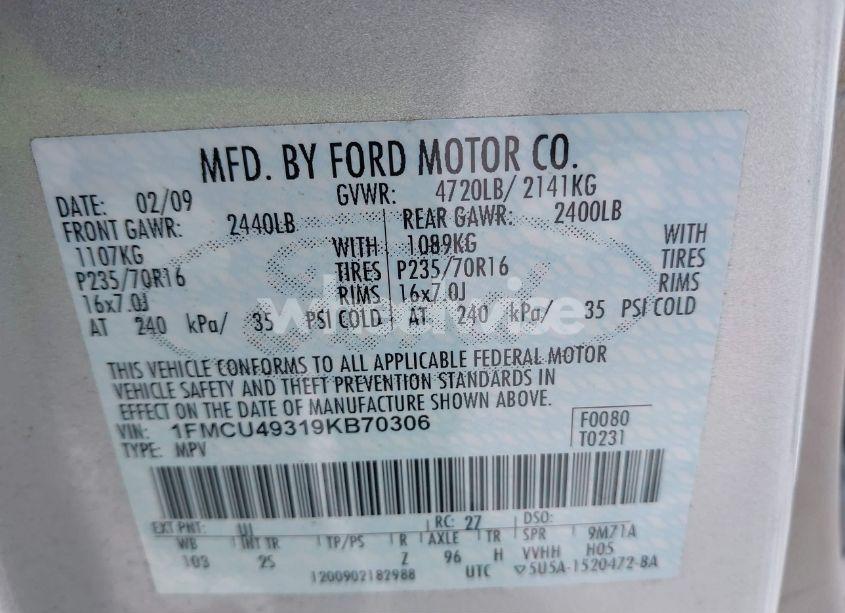 MFD. BY FORD MOTOR CO.
DATE: 02/09 GVWR: 4720LB/ 2141KG
FRONT GAWR: 2440LB REAR GAWR: 2400LB
1107KG WITH 1089KG WITH
P235/70R16 TIRES P235/70R16 TIRES
16x7.0J RIMS 16x7.0J RIMS
AT 240 kPa/ 35 PSI COLD AT 240 kPa/ 35 PSI COLD
THIS VEHICLE CONFORMS TO ALL APPLICABLE FEDERAL MOTOR
VEHICLE SAFETY AND THEFT PREVENTION STANDARDS IN
EFFECT ON THE DATE OF MANUFACTURE SHOWN ABOVE.
VIN: 1FMCU49319KB70306 F0080
TYPE: MPV T0231
EXT PNT: UI RC: 27 DSO:
WB INT TR TP/PS R AXLE TR SPR 9M71A
103 2S Z 96 H VVHH H05
1200902182988 UTC ▽5U5A-1520472-BA